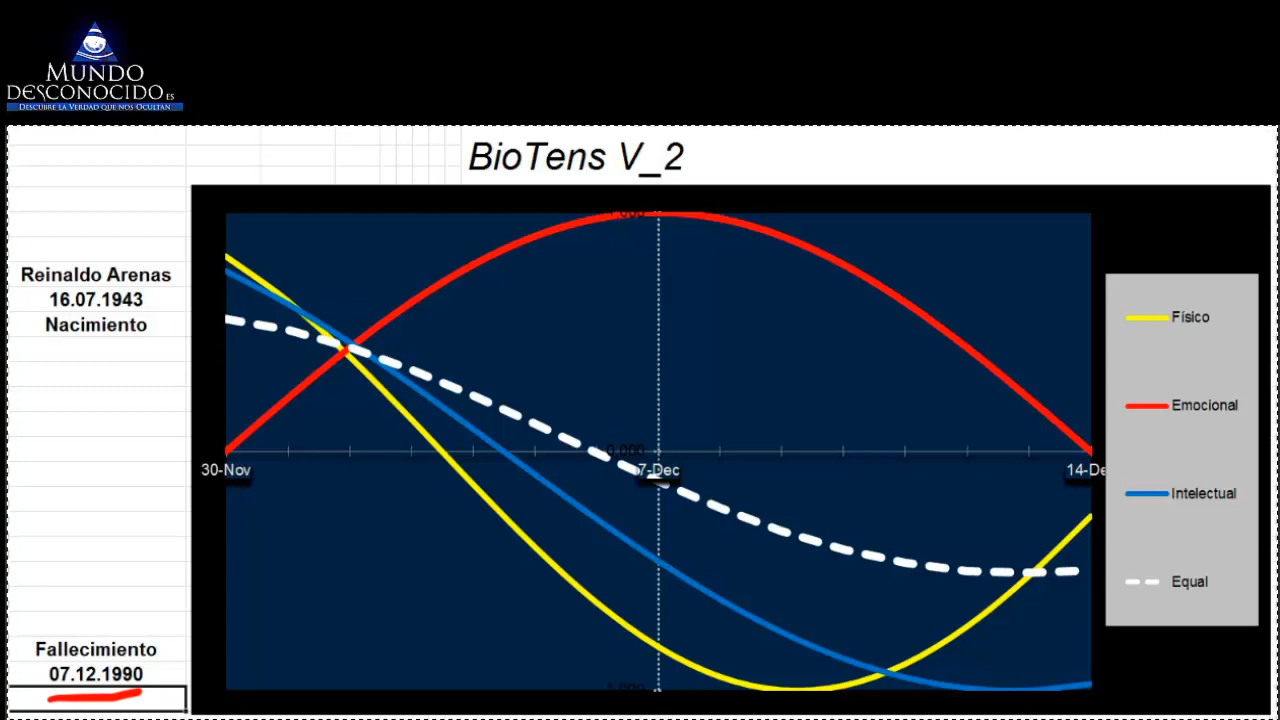 MUNDO
DESCONOCIDO ES
DESCUBRE LA VERDAD QUE NOS OCULTAN
BioTens V_2
Reinaldo Arenas
16.07.1943
Nacimiento
0.000
30-Nov
7-Dec
14-De
Físico
Emocional
Intelectual
Equal
Fallecimiento
07.12.1990